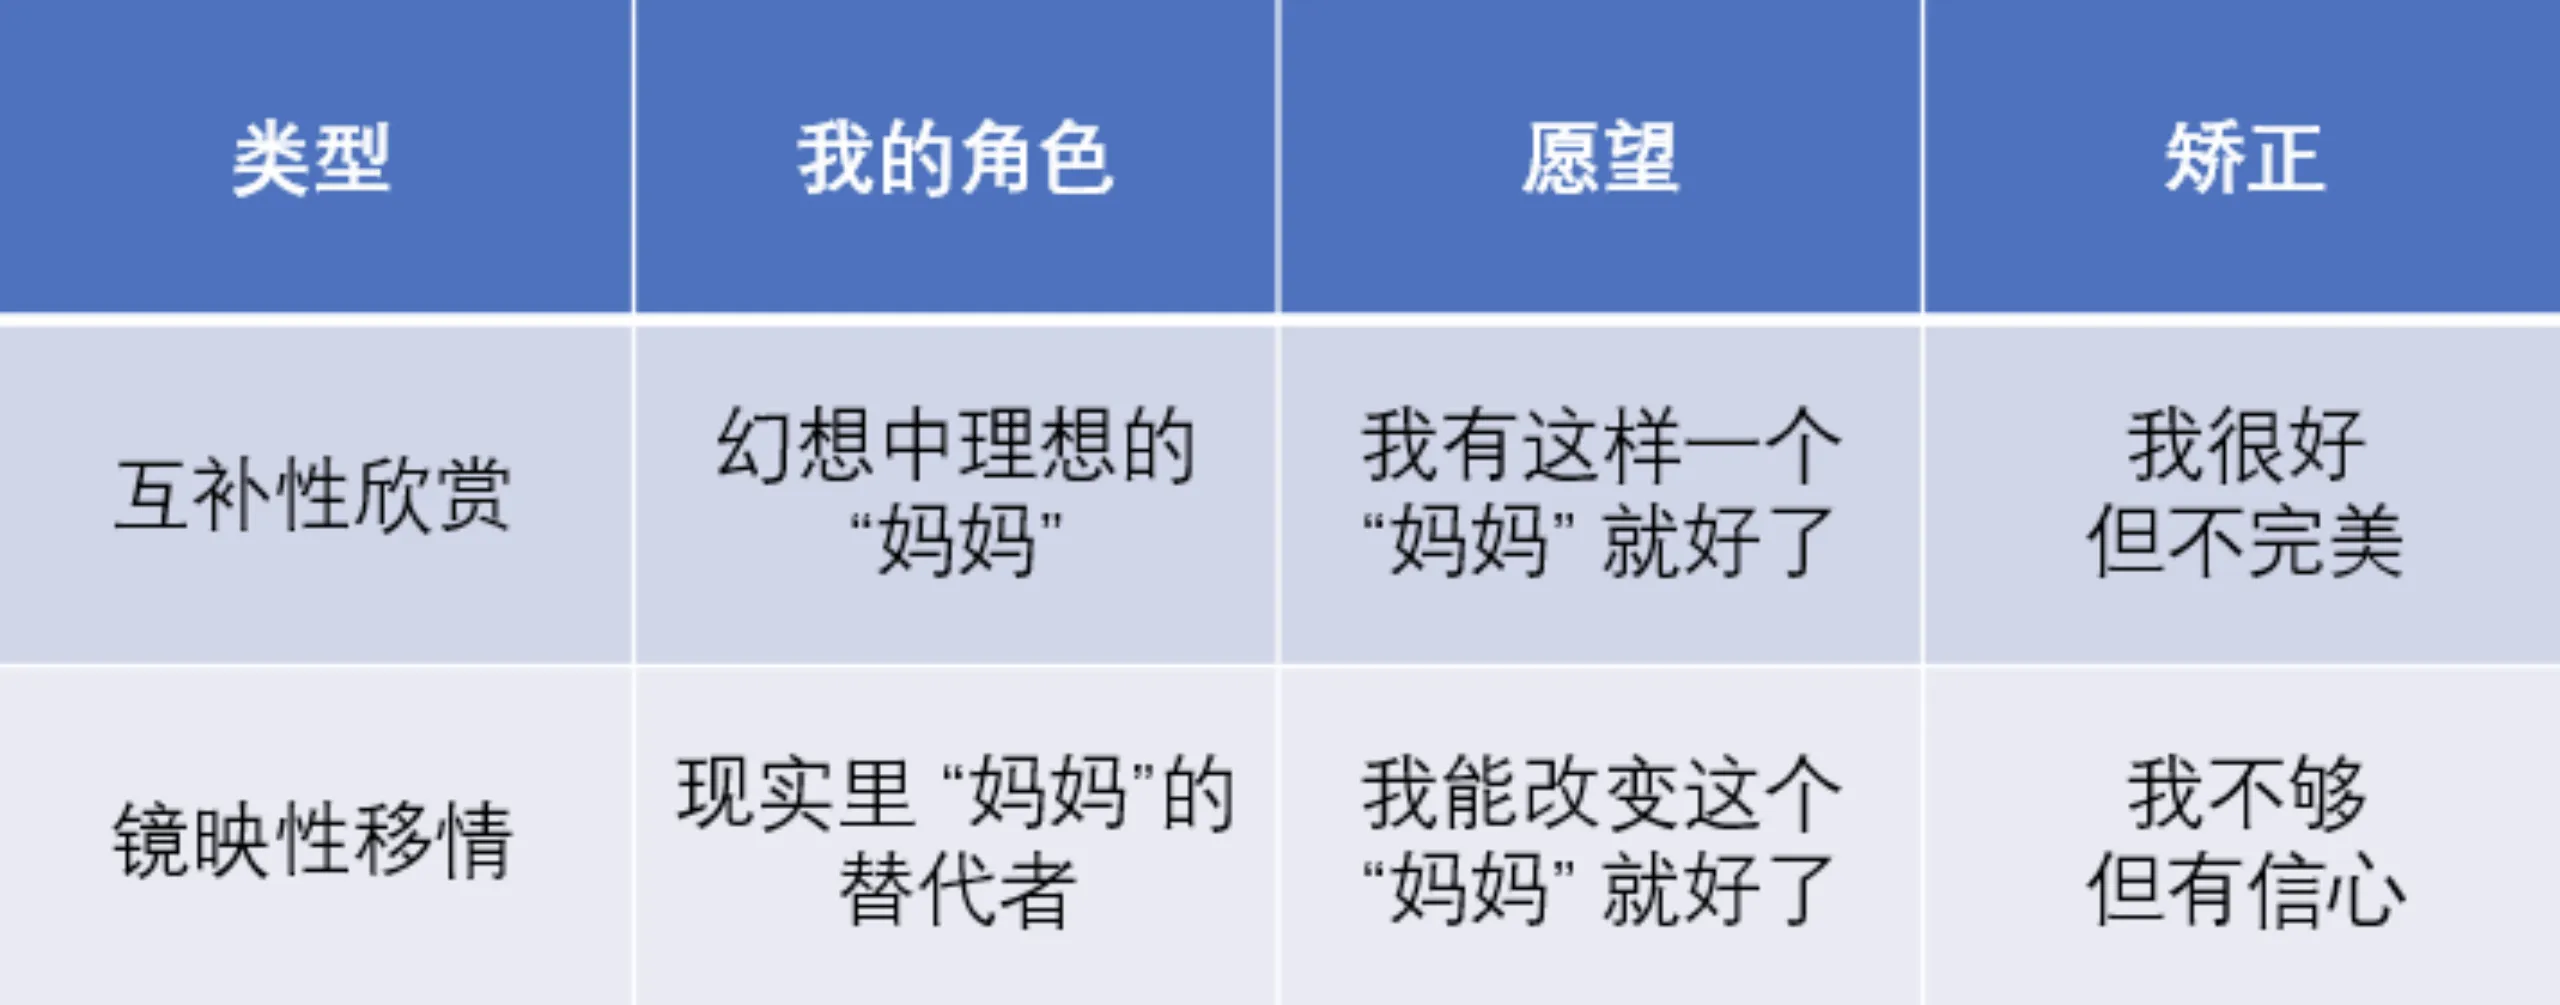 类型 我的角色 愿望 矫正
互补性欣赏
幻想中理想的
“妈妈”
我有这样一个
“妈妈” 就好了
我很好
但不完美
镜映性移情
现实里 “妈妈”的
替代者
我能改变这个
“妈妈” 就好了
我不够
但有信心